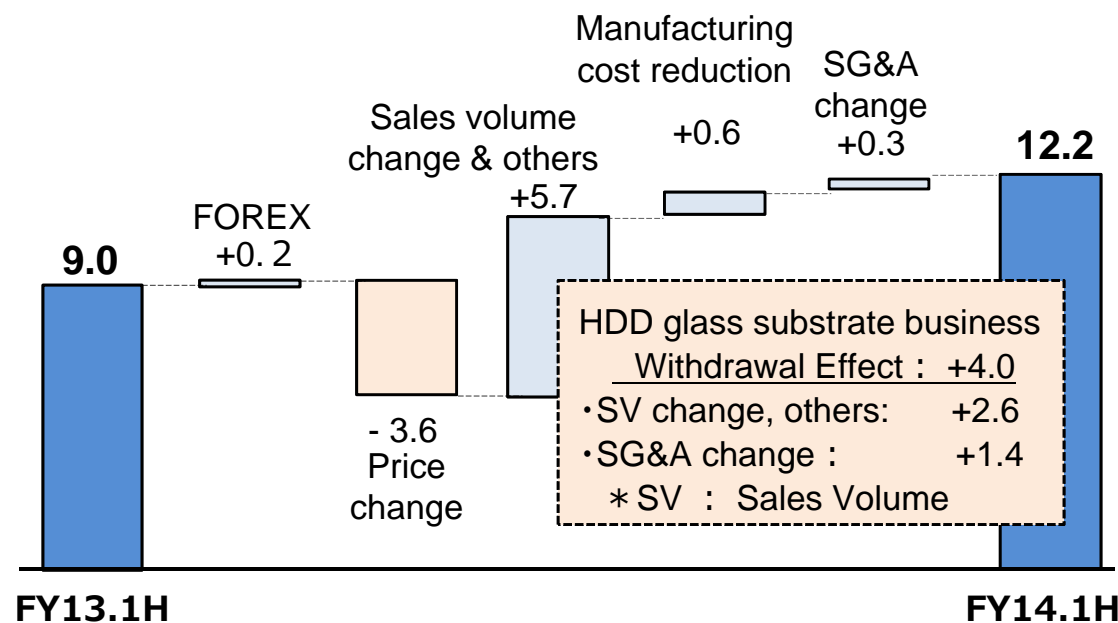 9.0
FOREX
+0. 2
- 3.6
Price
change
Sales volume
change & others
+5.7
Manufacturing
cost reduction
+0.6
SG&A
change
+0.3
12.2
HDD glass substrate business
Withdrawal Effect： +4.0
・SV change, others: +2.6
・SG&A change： +1.4
＊SV ： Sales Volume
FY13.1H
FY14.1H